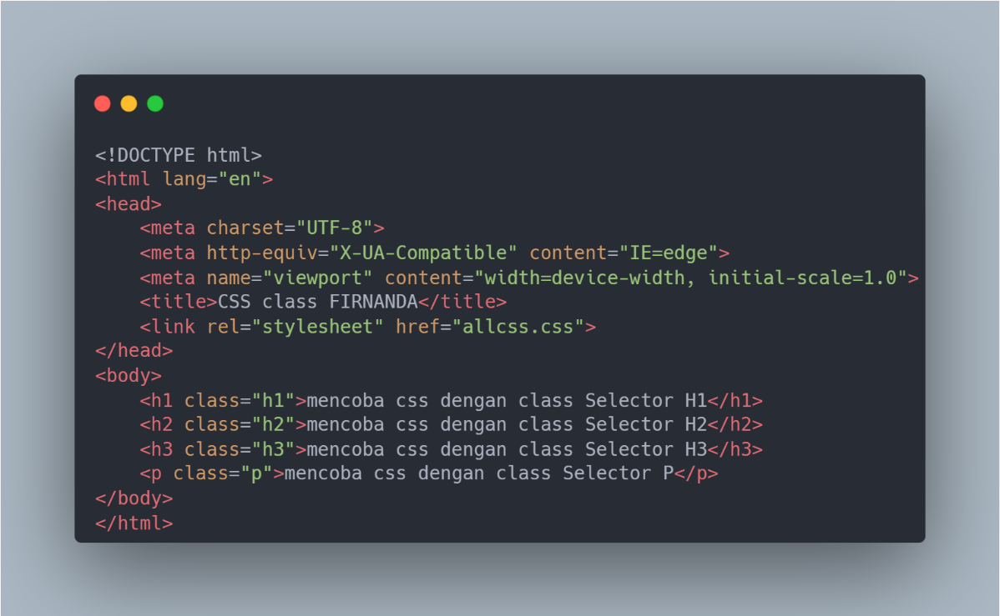 <!DOCTYPE html>
<html lang="en">
<head>
    <meta charset="UTF-8">
    <meta http-equiv="X-UA-Compatible" content="IE=edge">
    <meta name="viewport" content="width=device-width, initial-scale=1.0">
    <title>CSS class FIRNANDA</title>
    <link rel="stylesheet" href="allcss.css">
</head>
<body>
    <h1 class="h1">mencoba css dengan class Selector H1</h1>
    <h2 class="h2">mencoba css dengan class Selector H2</h2>
    <h3 class="h3">mencoba css dengan class Selector H3</h3>
    <p class="p">mencoba css dengan class Selector P</p>
</body>
</html>